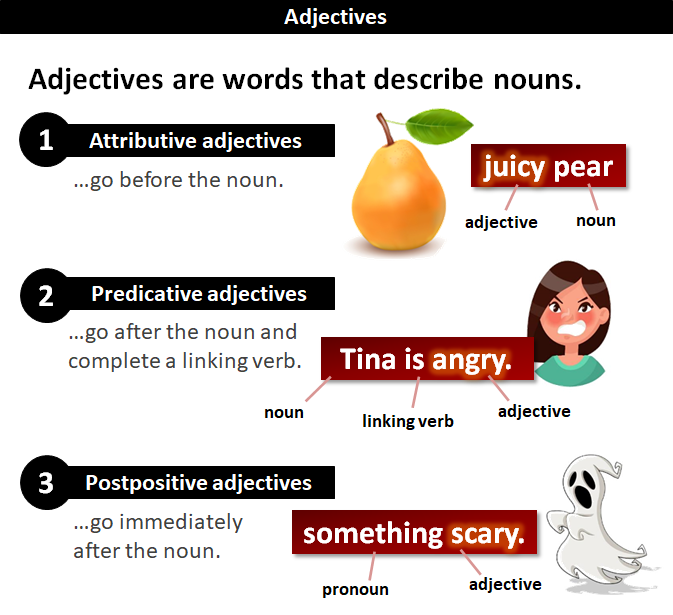 Adjectives
Adjectives are words that describe nouns.
1 Attributive adjectives
...go before the noun.
juicy pear
adjective noun
2 Predicative adjectives
...go after the noun and
complete a linking verb.
Tina is angry.
noun linking verb adjective
3 Postpositive adjectives
...go immediately
after the noun.
something scary.
pronoun adjective